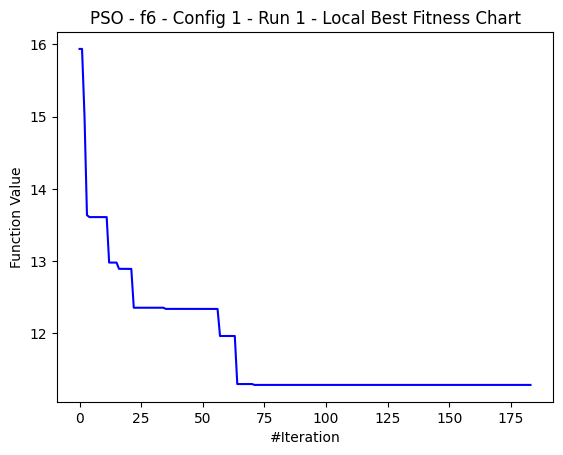 PSO - f6 - Config 1 - Run 1 - Local Best Fitness Chart
16
15
14
13
12
Function Value
0 25 50 75 100 125 150 175
#Iteration